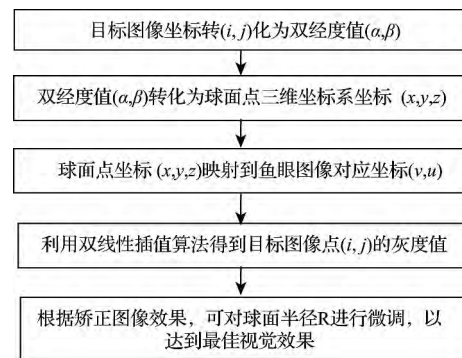 目标图像坐标转(i, j)化为双经度值(α,β)
双经度值(α,β)转化为球面点三维坐标系坐标 (x,y,z)
球面点坐标 (x,y,z)映射到鱼眼图像对应坐标(v,u)
利用双线性插值算法得到目标图像点(i, j)的灰度值
根据矫正图像效果，可对球面半径R进行微调，以
达到最佳视觉效果